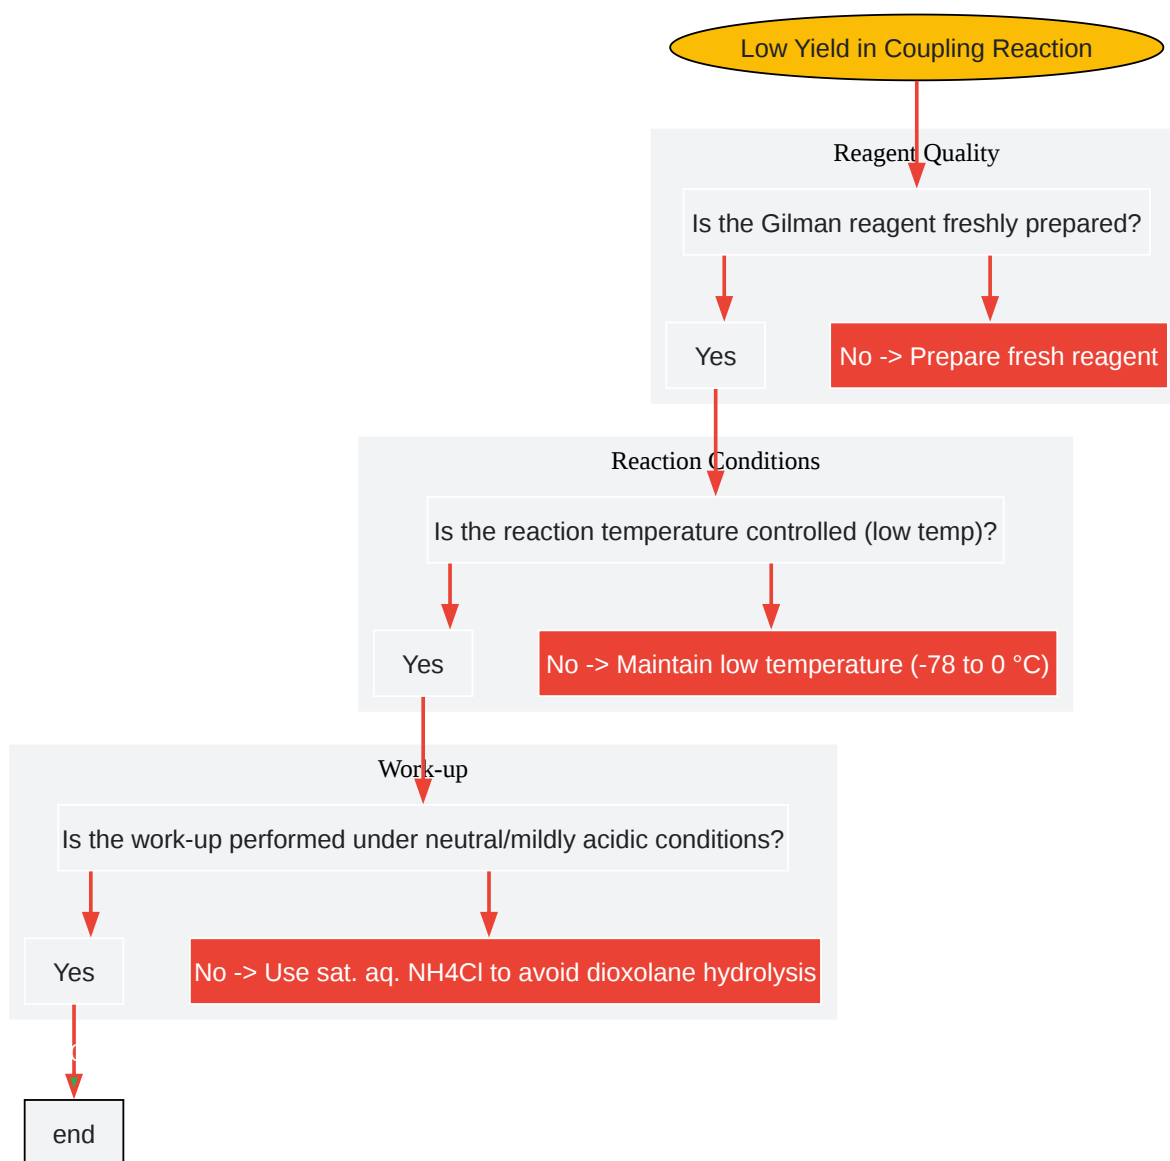 Low Yield in Coupling Reaction
Reagent Quality
Is the Gilman reagent freshly prepared?
Yes
No -> Prepare fresh reagent
Reaction Conditions
Is the reaction temperature controlled (low temp)?
Yes
No -> Maintain low temperature (-78 to 0 °C)
Work-up
Is the work-up performed under neutral/mildly acidic conditions?
Yes
No -> Use sat. aq. NH4Cl to avoid dioxolane hydrolysis
end